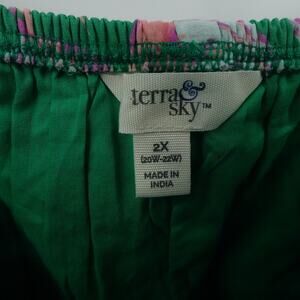 terra &
sky™
2X
(20W-22W)
MADE IN
INDIA